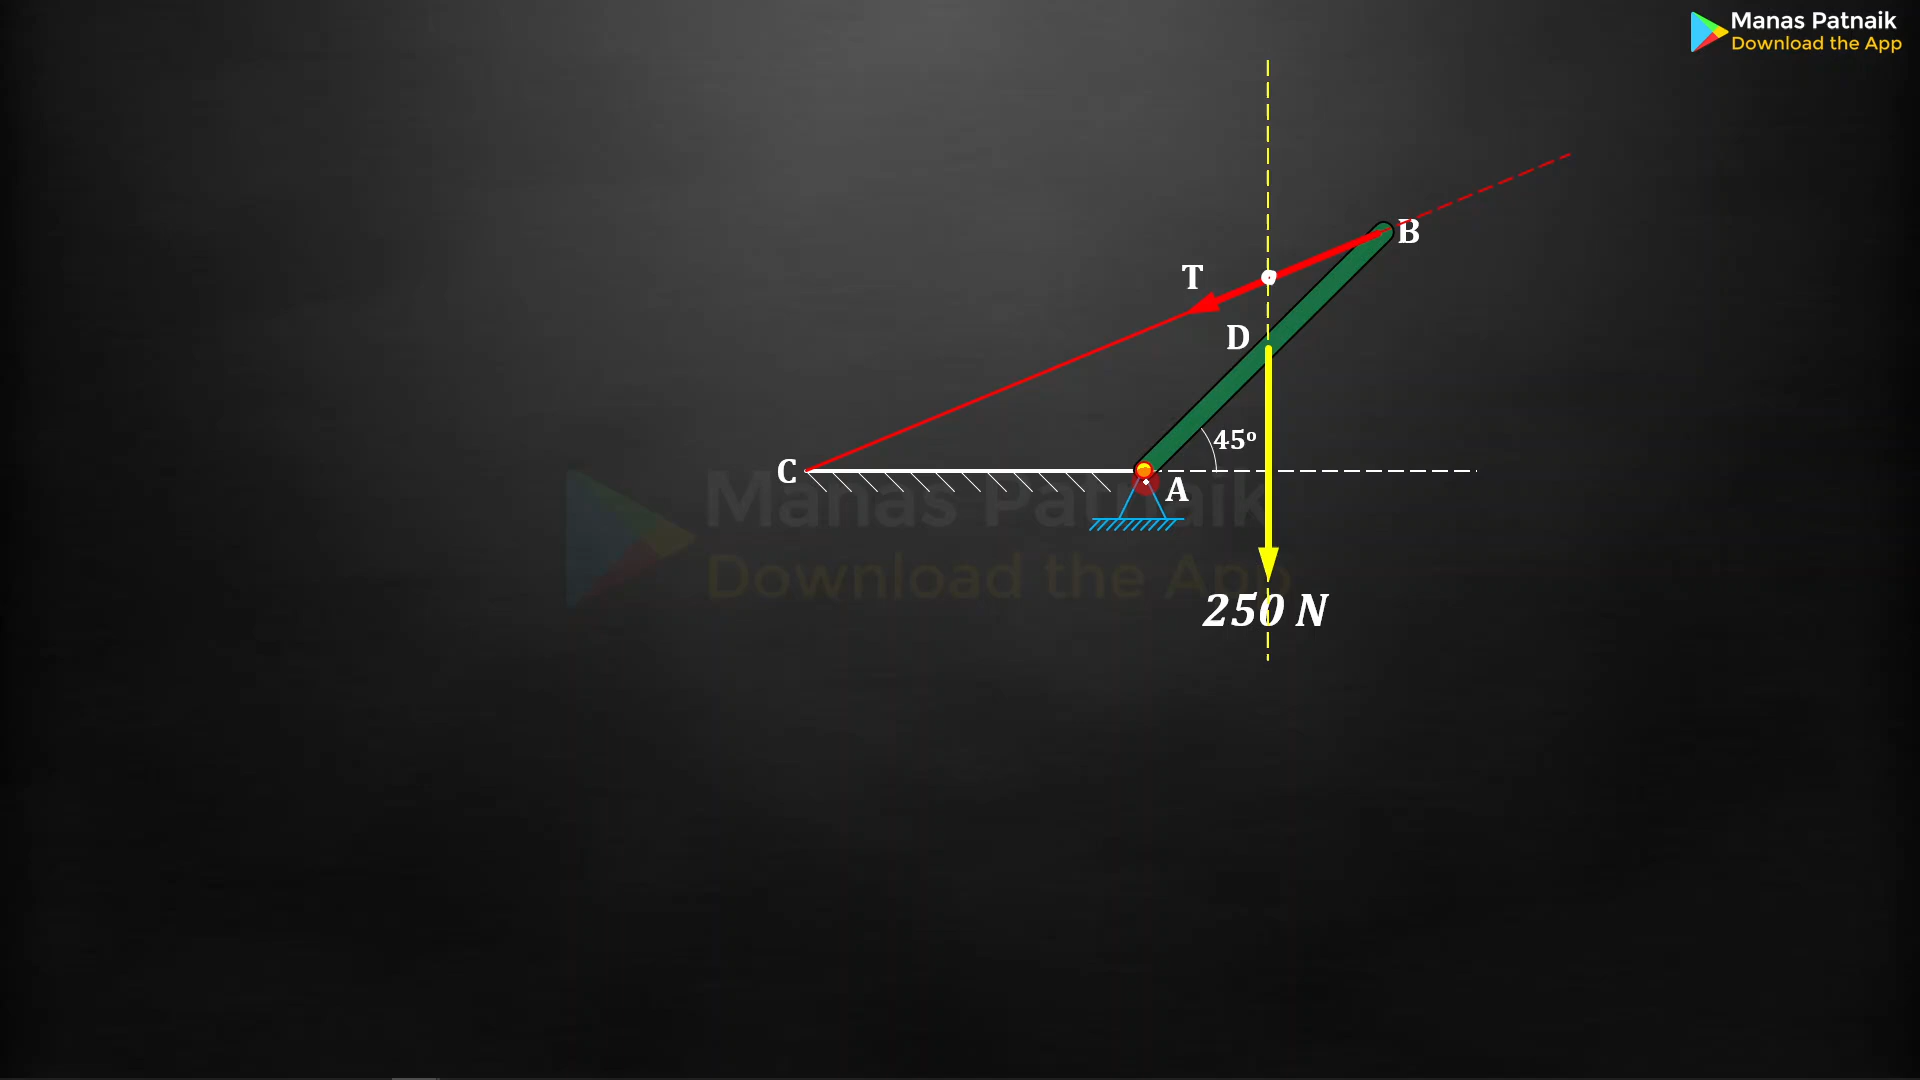 Manas Patnaik
Download the App
B
T
D
45º
C
A
Manas Patnaik
Download the App
250 N